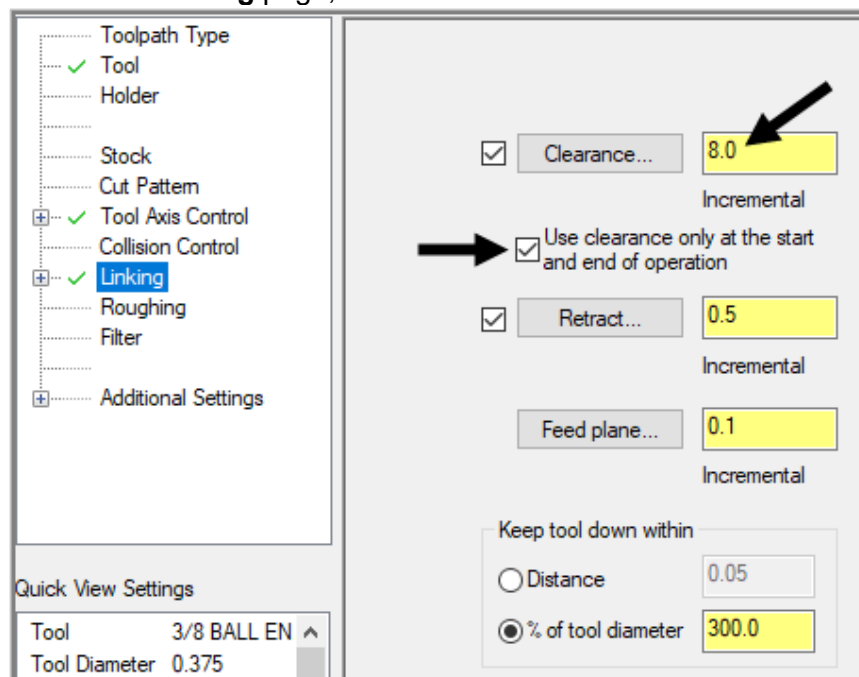 g page,
Toolpath Type
Tool
Holder
Stock
Cut Pattern
Tool Axis Control
Collision Control
Linking
Roughing
Filter
Additional Settings
Clearance... 8.0
Incremental
Use clearance only at the start
and end of operation
Retract... 0.5
Incremental
Feed plane... 0.1
Incremental
Keep tool down within
Distance 0.05
% of tool diameter 300.0
Quick View Settings
Tool 3/8 BALL EN
Tool Diameter 0.375